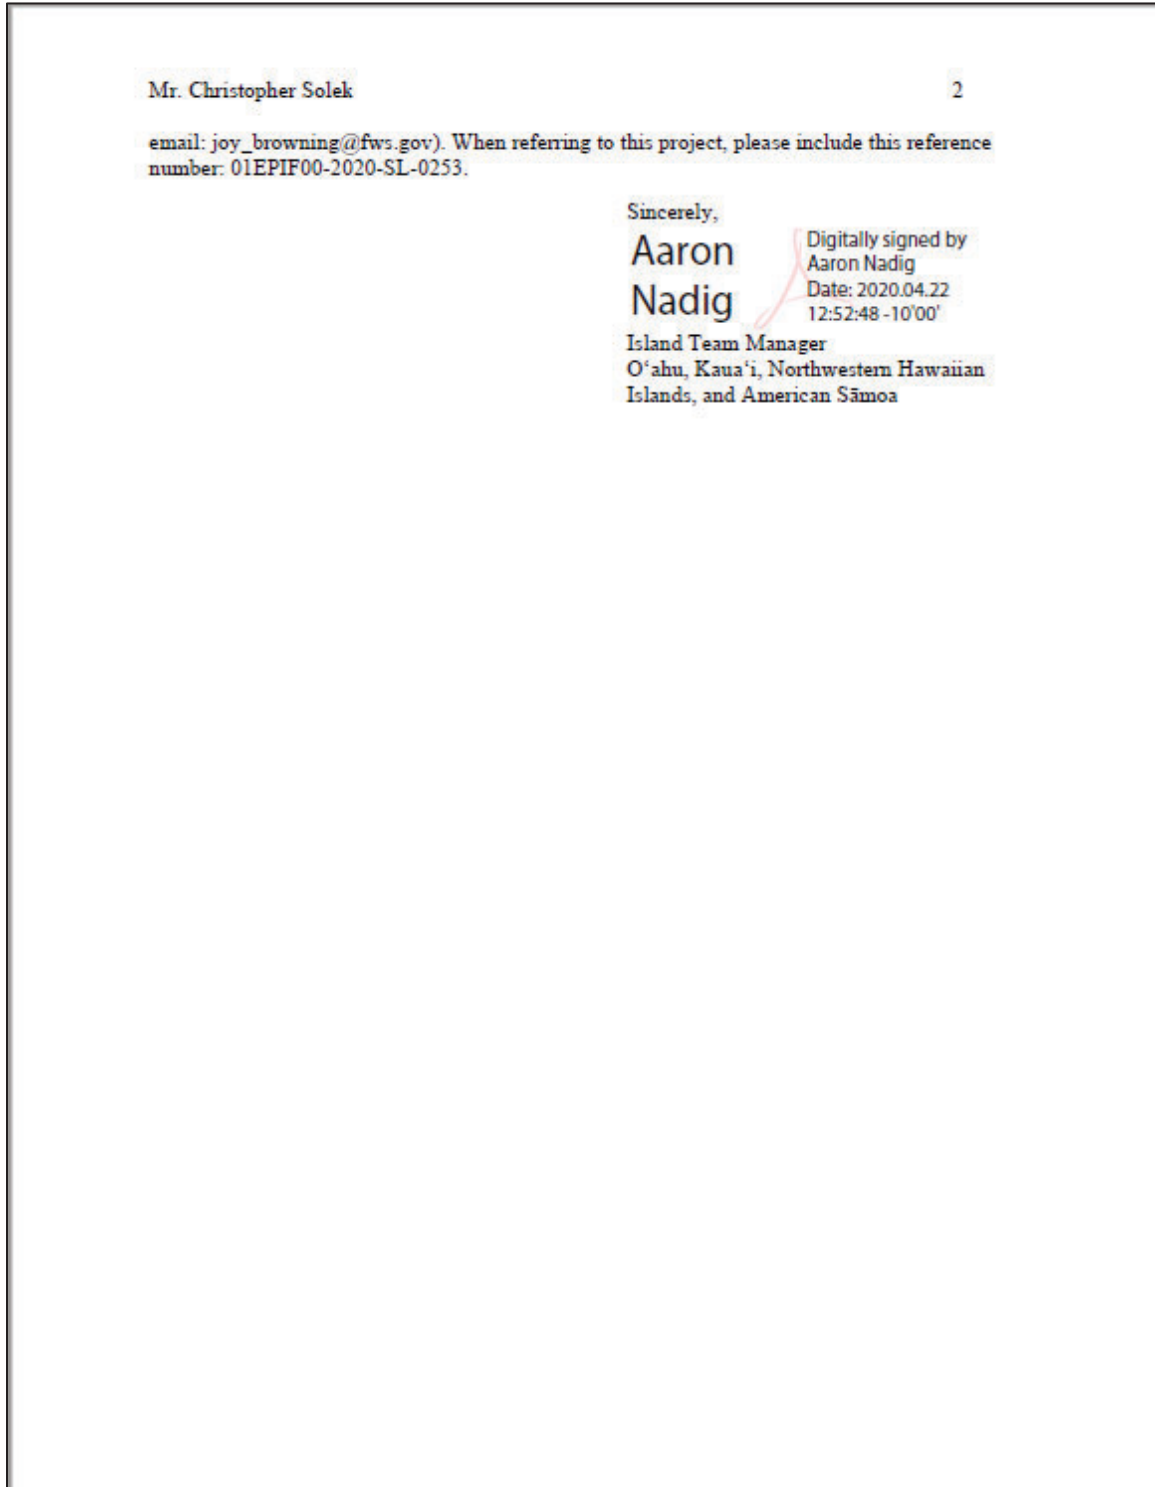 Mr. Christopher Solek 2
email: joy_browning@fws.gov). When referring to this project, please include this reference
number: 01EPIF00-2020-SL-0253.
Sincerely,
Aaron
Nadig
Digitally signed by
Aaron Nadig
Date: 2020.04.22
12:52:48 -10'00'
Island Team Manager
Oʻahu, Kauaʻi, Northwestern Hawaiian
Islands, and American Sāmoa